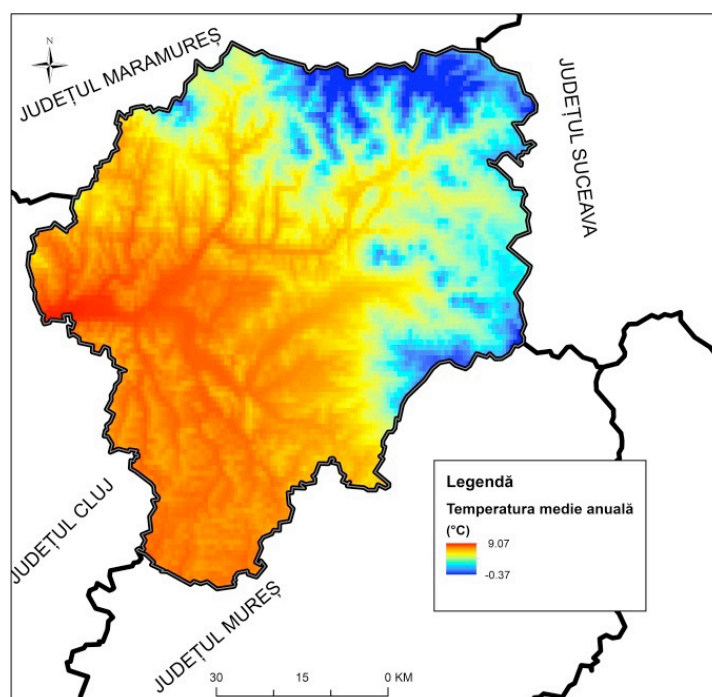 N
JUDEȚUL MARAMUREȘ
JUDEȚUL SUCEAVA
JUDEȚUL CLUJ
JUDEȚUL MUREȘ
Legendă
Temperatura medie anuală
(°C)
9.07
-0.37
30 15 0 KM